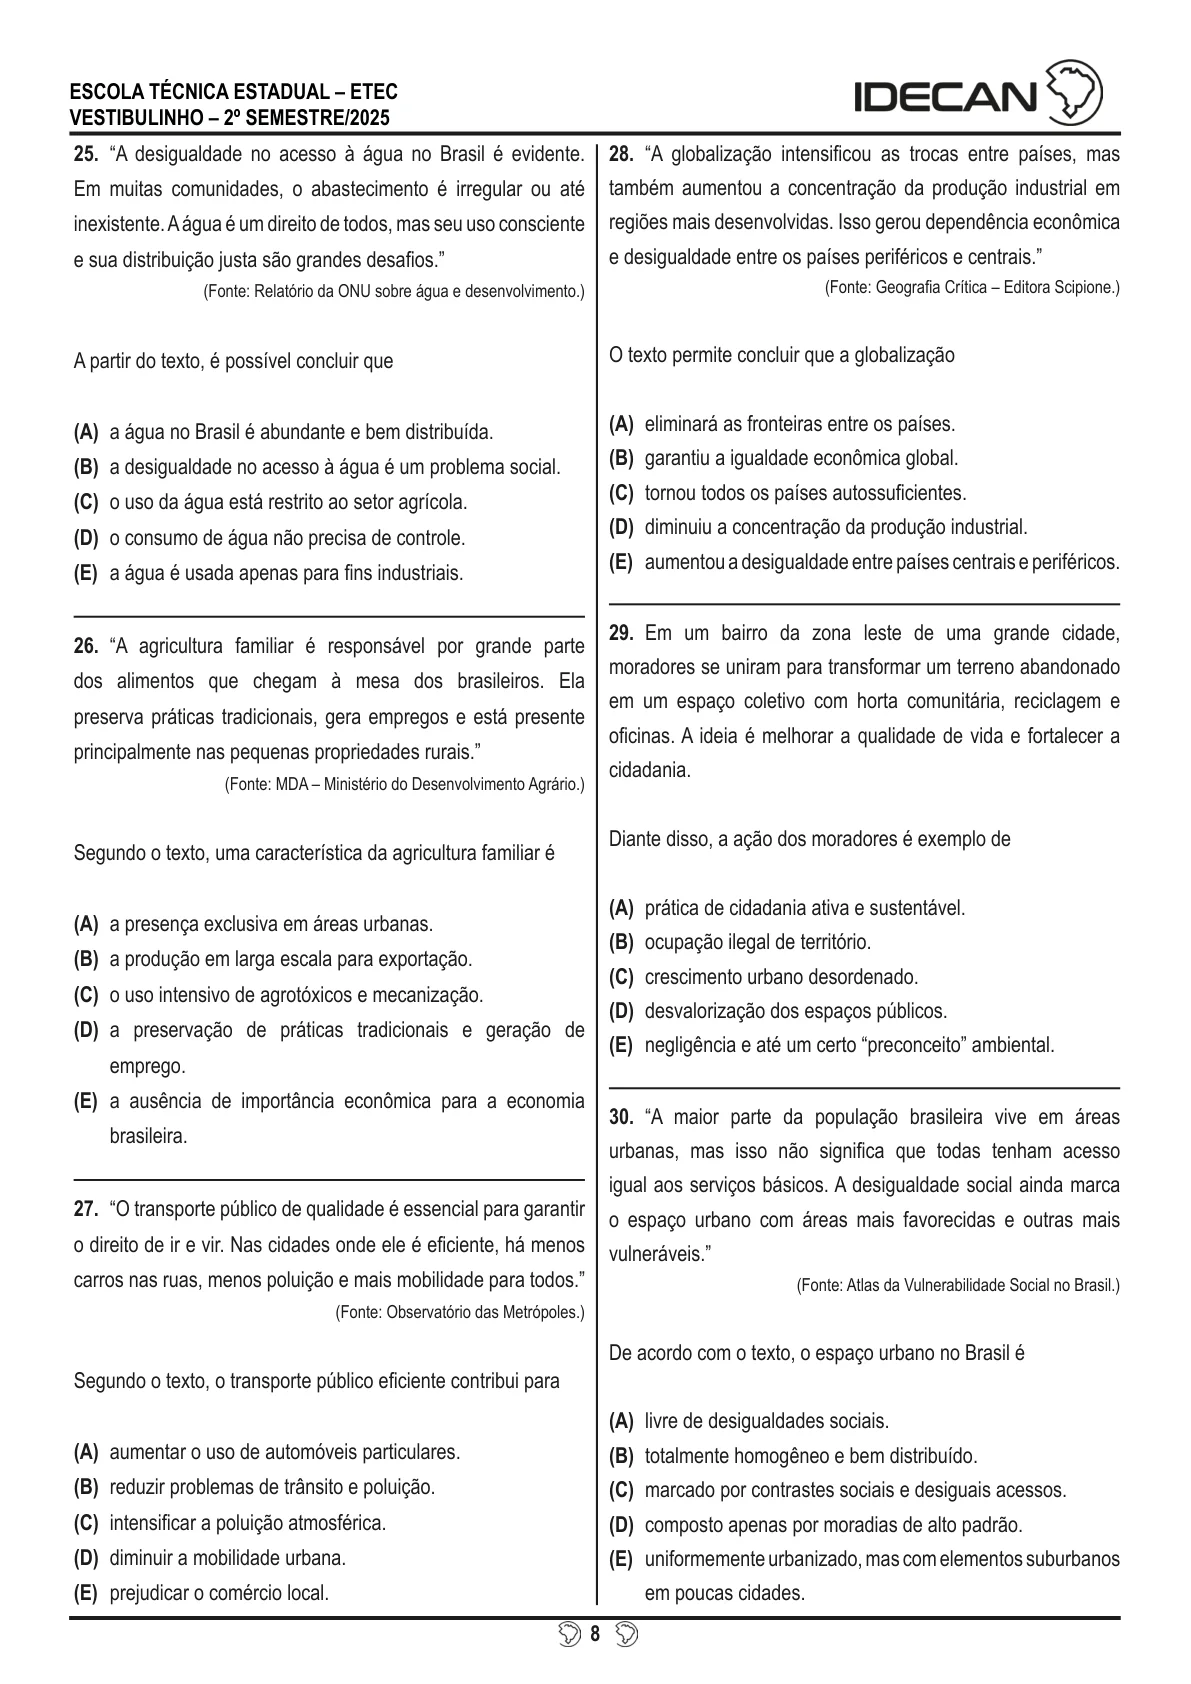 ESCOLA TÉCNICA ESTADUAL – ETEC
VESTIBULINHO – 2º SEMESTRE/2025
IDECAN
25. “A desigualdade no acesso à água no Brasil é evidente.
Em muitas comunidades, o abastecimento é irregular ou até
inexistente. A água é um direito de todos, mas seu uso consciente
e sua distribuição justa são grandes desafios.”
(Fonte: Relatório da ONU sobre água e desenvolvimento.)
A partir do texto, é possível concluir que
(A) a água no Brasil é abundante e bem distribuída.
(B) a desigualdade no acesso à água é um problema social.
(C) o uso da água está restrito ao setor agrícola.
(D) o consumo de água não precisa de controle.
(E) a água é usada apenas para fins industriais.
26. “A agricultura familiar é responsável por grande parte
dos alimentos que chegam à mesa dos brasileiros. Ela
preserva práticas tradicionais, gera empregos e está presente
principalmente nas pequenas propriedades rurais.”
(Fonte: MDA – Ministério do Desenvolvimento Agrário.)
Segundo o texto, uma característica da agricultura familiar é
(A) a presença exclusiva em áreas urbanas.
(B) a produção em larga escala para exportação.
(C) o uso intensivo de agrotóxicos e mecanização.
(D) a preservação de práticas tradicionais e geração de
emprego.
(E) a ausência de importância econômica para a economia
brasileira.
27. “O transporte público de qualidade é essencial para garantir
o direito de ir e vir. Nas cidades onde ele é eficiente, há menos
carros nas ruas, menos poluição e mais mobilidade para todos.”
(Fonte: Observatório das Metrópoles.)
Segundo o texto, o transporte público eficiente contribui para
(A) aumentar o uso de automóveis particulares.
(B) reduzir problemas de trânsito e poluição.
(C) intensificar a poluição atmosférica.
(D) diminuir a mobilidade urbana.
(E) prejudicar o comércio local.
28. “A globalização intensificou as trocas entre países, mas
também aumentou a concentração da produção industrial em
regiões mais desenvolvidas. Isso gerou dependência econômica
e desigualdade entre os países periféricos e centrais.”
(Fonte: Geografia Crítica – Editora Scipione.)
O texto permite concluir que a globalização
(A) eliminará as fronteiras entre os países.
(B) garantiu a igualdade econômica global.
(C) tornou todos os países autossuficientes.
(D) diminuiu a concentração da produção industrial.
(E) aumentou a desigualdade entre países centrais e periféricos.
29. Em um bairro da zona leste de uma grande cidade,
moradores se uniram para transformar um terreno abandonado
em um espaço coletivo com horta comunitária, reciclagem e
oficinas. A ideia é melhorar a qualidade de vida e fortalecer a
cidadania.
Diante disso, a ação dos moradores é exemplo de
(A) prática de cidadania ativa e sustentável.
(B) ocupação ilegal de território.
(C) crescimento urbano desordenado.
(D) desvalorização dos espaços públicos.
(E) negligência e até um certo “preconceito” ambiental.
30. “A maior parte da população brasileira vive em áreas
urbanas, mas isso não significa que todas tenham acesso
igual aos serviços básicos. A desigualdade social ainda marca
o espaço urbano com áreas mais favorecidas e outras mais
vulneráveis.”
(Fonte: Atlas da Vulnerabilidade Social no Brasil.)
De acordo com o texto, o espaço urbano no Brasil é
(A) livre de desigualdades sociais.
(B) totalmente homogêneo e bem distribuído.
(C) marcado por contrastes sociais e desiguais acessos.
(D) composto apenas por moradias de alto padrão.
(E) uniformemente urbanizado, mas com elementos suburbanos
em poucas cidades.
8